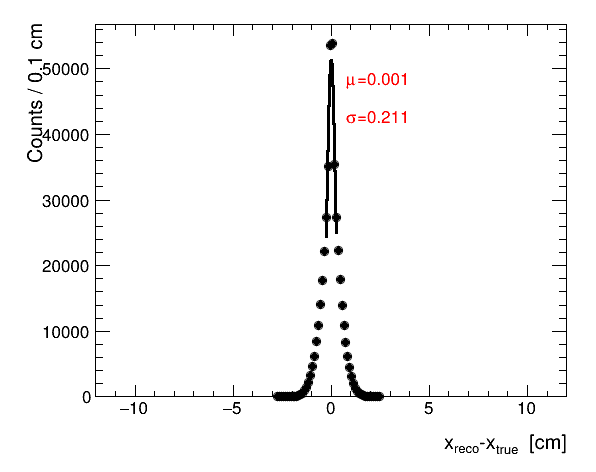 Counts / 0.1 cm
50000
40000
30000
20000
10000
0
μ=0.001
σ=0.211
−10 −5 0 5 10
x_reco-x_true [cm]